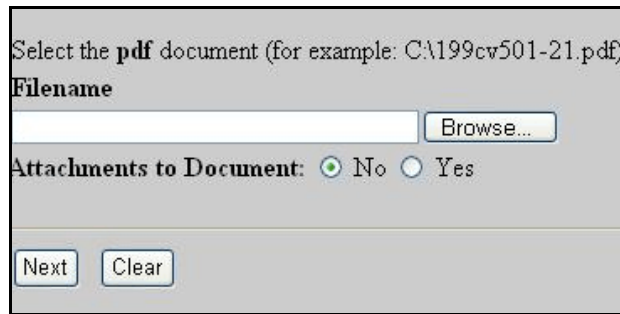 Select the pdf document (for example: C:\199cv501-21.pdf)
Filename
Browse...
Attachments to Document: No Yes
Next Clear